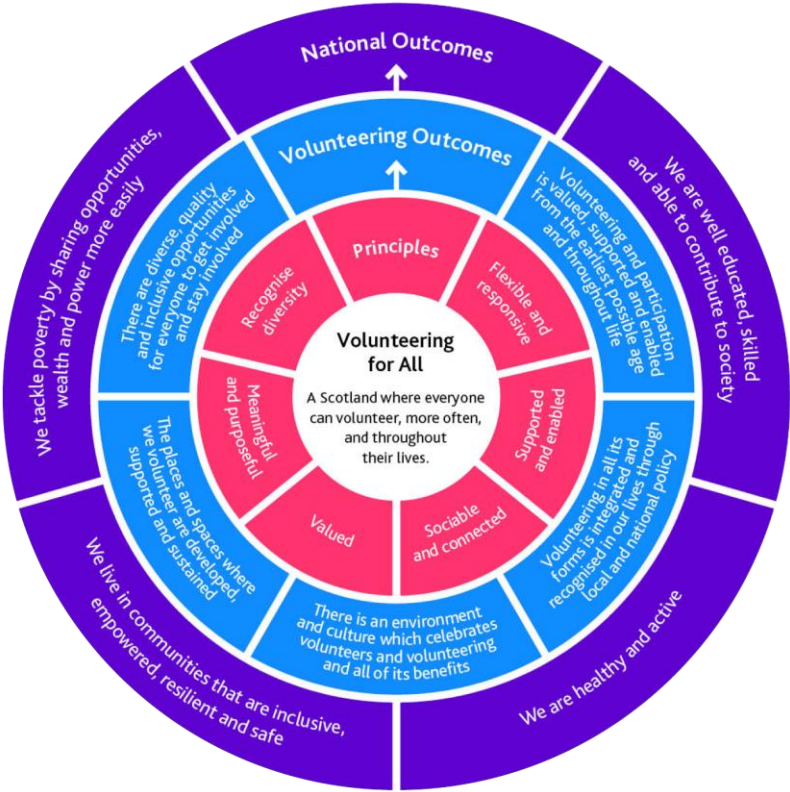 National Outcomes
We are well educated, skilled
and able to contribute to society
We are healthy and active
We live in communities that are inclusive,
empowered, resilient and safe
We tackle poverty by sharing opportunities,
wealth and power more easily
Volunteering Outcomes
Volunteering and participation
is valued, supported and enabled
from the earliest possible age
and throughout life
Volunteering in all its
forms is integrated and
recognised in our lives through
local and national policy
There is an environment
and culture which celebrates
volunteers and volunteering
and all of its benefits
The places and spaces where
we volunteer are developed,
supported and sustained
There are diverse, quality
and inclusive opportunities
for everyone to get involved
and stay involved
Principles
Flexible and
responsive
Supported
and enabled
Sociable
and connected
Valued
Meaningful
and purposeful
Recognise
diversity
Volunteering
for All
A Scotland where everyone
can volunteer, more often,
and throughout
their lives.